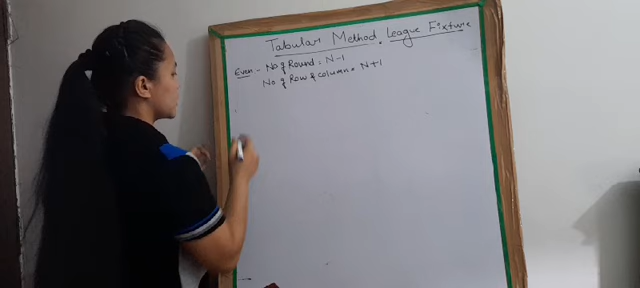 Tabular Method. League Fixture
Even:- No of Round: N-1
No of Row & column = N+1